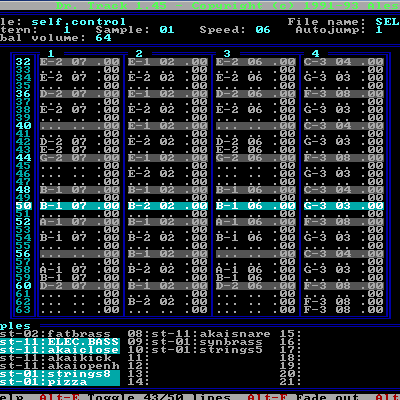 Dr. Track 1.45 - Copyright (c) 1991-93 Ales
le: self.control File name: SEL
tern: 1 Sample: 01 Speed: 06 Autojump: 1
bal volume: 64
1 2 3 4
32 E-2 07 .00 E-1 02 .00 E-2 06 .00 C-3 04 .00
33 ... .. .00 ... .. .00 ... .. .00 ... .. .00
34 E-2 07 .00 E-2 02 .00 E-2 06 .00 G-3 03 .00
35 ... .. .00 ... .. .00 ... .. .00 ... .. .00
36 D-2 07 .00 E-1 02 .00 D-2 06 .00 F-3 08 .00
37 ... .. .00 ... .. .00 ... .. .00 ... .. .00
38 E-2 07 .00 E-2 02 .00 E-2 06 .00 G-3 03 .00
39 ... .. .00 ... .. .00 ... .. .00 ... .. .00
40 ... .. .00 E-1 02 .00 ... .. .00 C-3 04 .00
41 ... .. .00 ... .. .00 ... .. .00 ... .. .00
42 D-2 07 .00 E-2 02 .00 D-2 06 .00 G-3 03 .00
43 E-2 07 .00 ... .. .00 E-2 06 .00 ... .. .00
44 G-2 07 .00 E-1 02 .00 G-2 06 .00 F-3 08 .00
45 ... .. .00 ... .. .00 ... .. .00 ... .. .00
46 ... .. .00 E-2 02 .00 ... .. .00 G-3 03 .00
47 ... .. .00 ... .. .00 ... .. .00 ... .. .00
48 B-1 07 .00 B-1 02 .00 B-1 06 .00 C-3 04 .00
49 ... .. .00 ... .. .00 ... .. .00 ... .. .00
50 B-1 07 .00 B-2 02 .00 B-1 06 .00 G-3 03 .00
51 ... .. .00 ... .. .00 ... .. .00 ... .. .00
52 A-1 07 .00 B-1 02 .00 A-1 06 .00 F-3 08 .00
53 ... .. .00 ... .. .00 ... .. .00 ... .. .00
54 B-1 07 .00 B-2 02 .00 B-1 06 .00 G-3 03 .00
55 ... .. .00 ... .. .00 ... .. .00 ... .. .00
56 ... .. .00 B-1 02 .00 ... .. .00 C-3 04 .00
57 ... .. .00 ... .. .00 ... .. .00 ... .. .00
58 A-1 07 .00 B-2 02 .00 A-1 06 .00 G-3 03 .00
59 B-1 07 .00 ... .. .00 B-1 06 .00 ... .. .00
60 D-2 07 .00 B-1 02 .00 D-2 06 .00 F-3 08 .00
61 ... .. .00 ... .. .00 ... .. .00 ... .. .00
62 ... .. .00 B-2 02 .00 ... .. .00 F-3 08 .00
63 ... .. .00 ... .. .00 ... .. .00 F-3 08 .00
ples
st-02:fatbrass 08:st-11:akaisnare 15:
st-11:ELEC.BASS 09:st-01:synbrass 16:
st-11:akaiclose 10:st-01:strings5 17:
st-11:akaikick 11: 18:
st-11:akaiopenh 12: 19:
st-01:strings8 13: 20:
st-01:pizza 14: 21:
elp Alt-E Toggle 43/50 lines Alt-F Fade out Alt